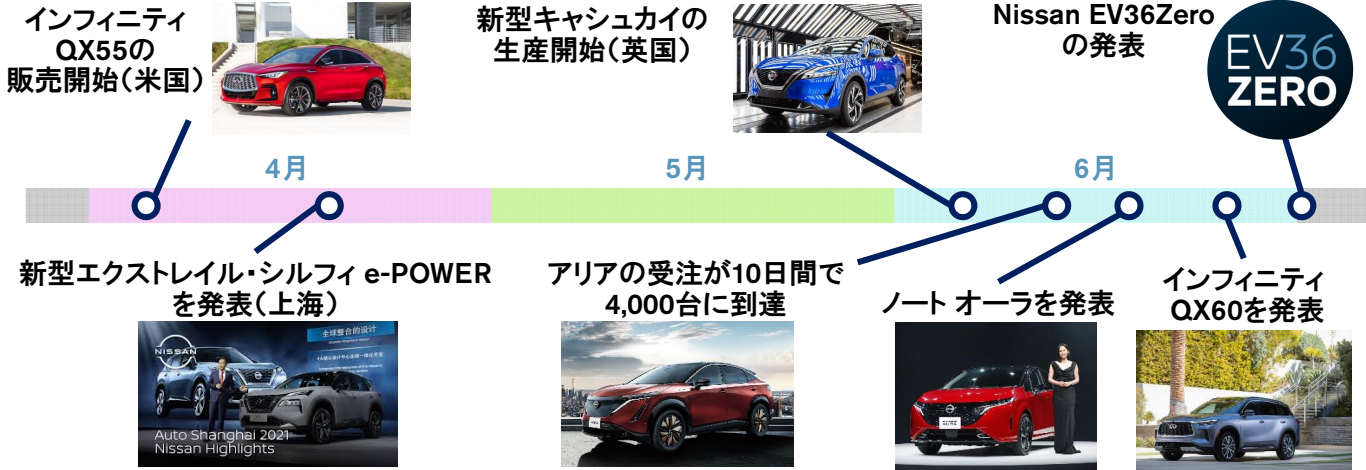 インフィニティ
QX55の
販売開始（米国）
新型キャシュカイの
生産開始（英国）
Nissan EV36Zero
の発表
EV36
ZERO
4月
5月
6月
新型エクストレイル・シルフィ e-POWER
を発表（上海）
アリアの受注が10日間で
4,000台に到達
ノート オーラを発表
インフィニティ
QX60を発表
全球整合的设计
NISSAN
Auto Shanghai 2021
Nissan Highlights